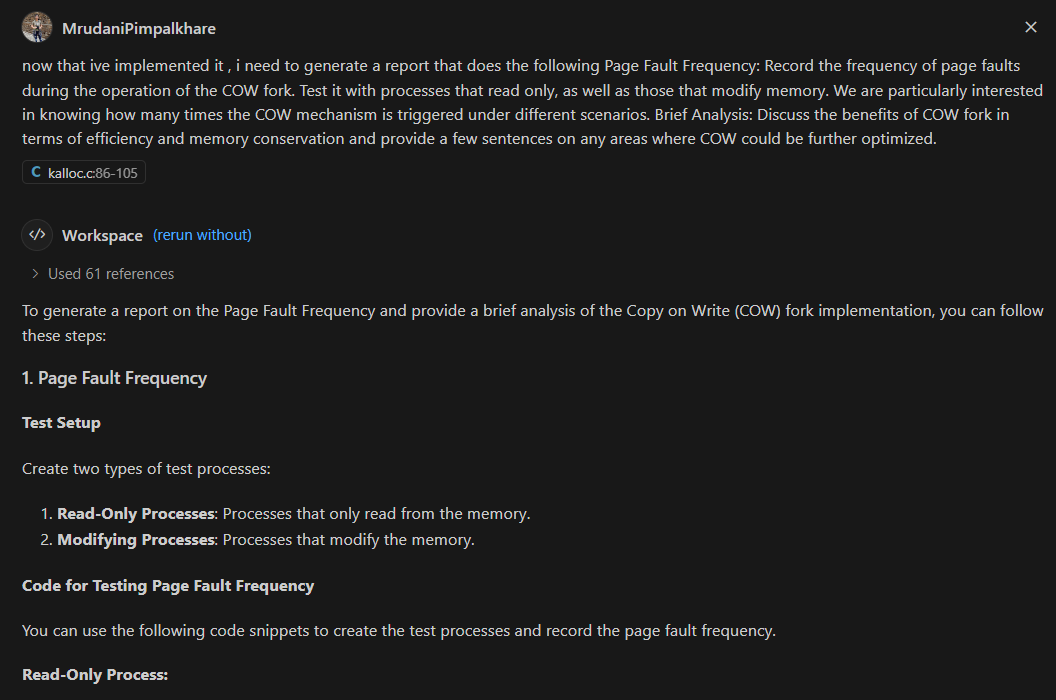 MrudaniPimpalkhare
now that ive implemented it , i need to generate a report that does the following Page Fault Frequency: Record the frequency of page faults
during the operation of the COW fork. Test it with processes that read only, as well as those that modify memory. We are particularly interested
in knowing how many times the COW mechanism is triggered under different scenarios. Brief Analysis: Discuss the benefits of COW fork in
terms of efficiency and memory conservation and provide a few sentences on any areas where COW could be further optimized.
C kalloc.c:86-105
Workspace (rerun without)
Used 61 references
To generate a report on the Page Fault Frequency and provide a brief analysis of the Copy on Write (COW) fork implementation, you can follow
these steps:
1. Page Fault Frequency
Test Setup
Create two types of test processes:
1. Read-Only Processes: Processes that only read from the memory.
2. Modifying Processes: Processes that modify the memory.
Code for Testing Page Fault Frequency
You can use the following code snippets to create the test processes and record the page fault frequency.
Read-Only Process: